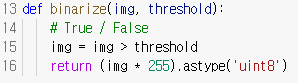 13 def binarize(img, threshold):
14     # True / False
15     img = img > threshold
16     return (img * 255).astype('uint8')